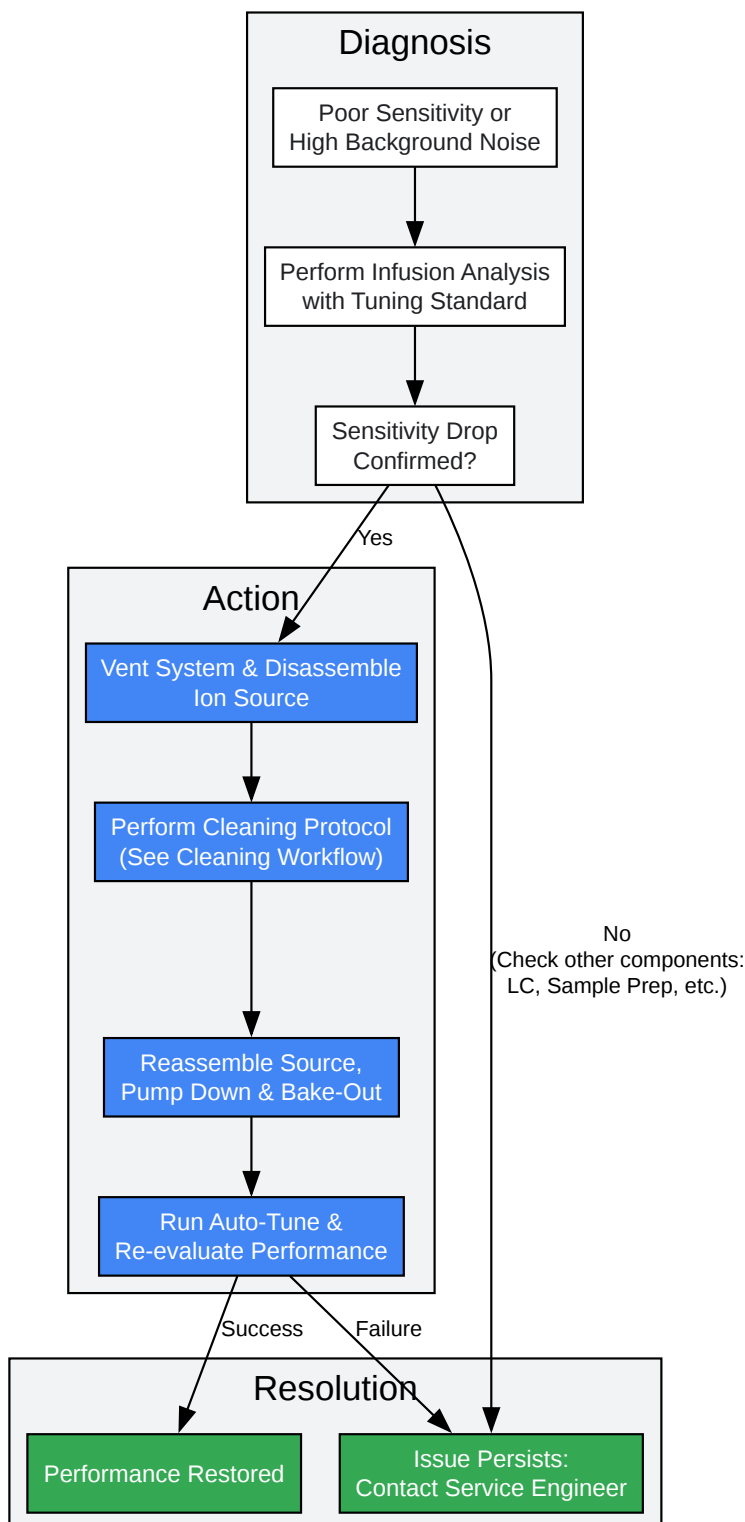 Diagnosis
Poor Sensitivity or
High Background Noise
Perform Infusion Analysis
with Tuning Standard
Sensitivity Drop
Confirmed?
Yes
Action
Vent System & Disassemble
Ion Source
Perform Cleaning Protocol
(See Cleaning Workflow)
No
(Check other components:
LC, Sample Prep, etc.)
Reassemble Source,
Pump Down & Bake-Out
Run Auto-Tune &
Re-evaluate Performance
Success
Failure
Resolution
Performance Restored
Issue Persists:
Contact Service Engineer